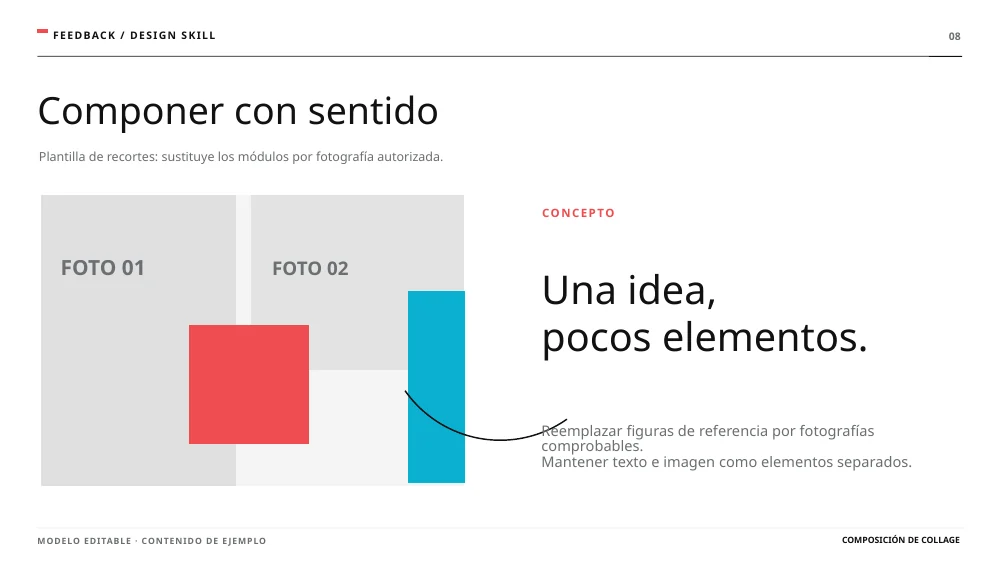 FEEDBACK / DESIGN SKILL
08
Componer con sentido
Plantilla de recortes: sustituye los módulos por fotografía autorizada.
FOTO 01
FOTO 02
CONCEPTO
Una idea,
pocos elementos.
Reemplazar figuras de referencia por fotografías
comprobables.
Mantener texto e imagen como elementos separados.
MODELO EDITABLE · CONTENIDO DE EJEMPLO
COMPOSICIÓN DE COLLAGE